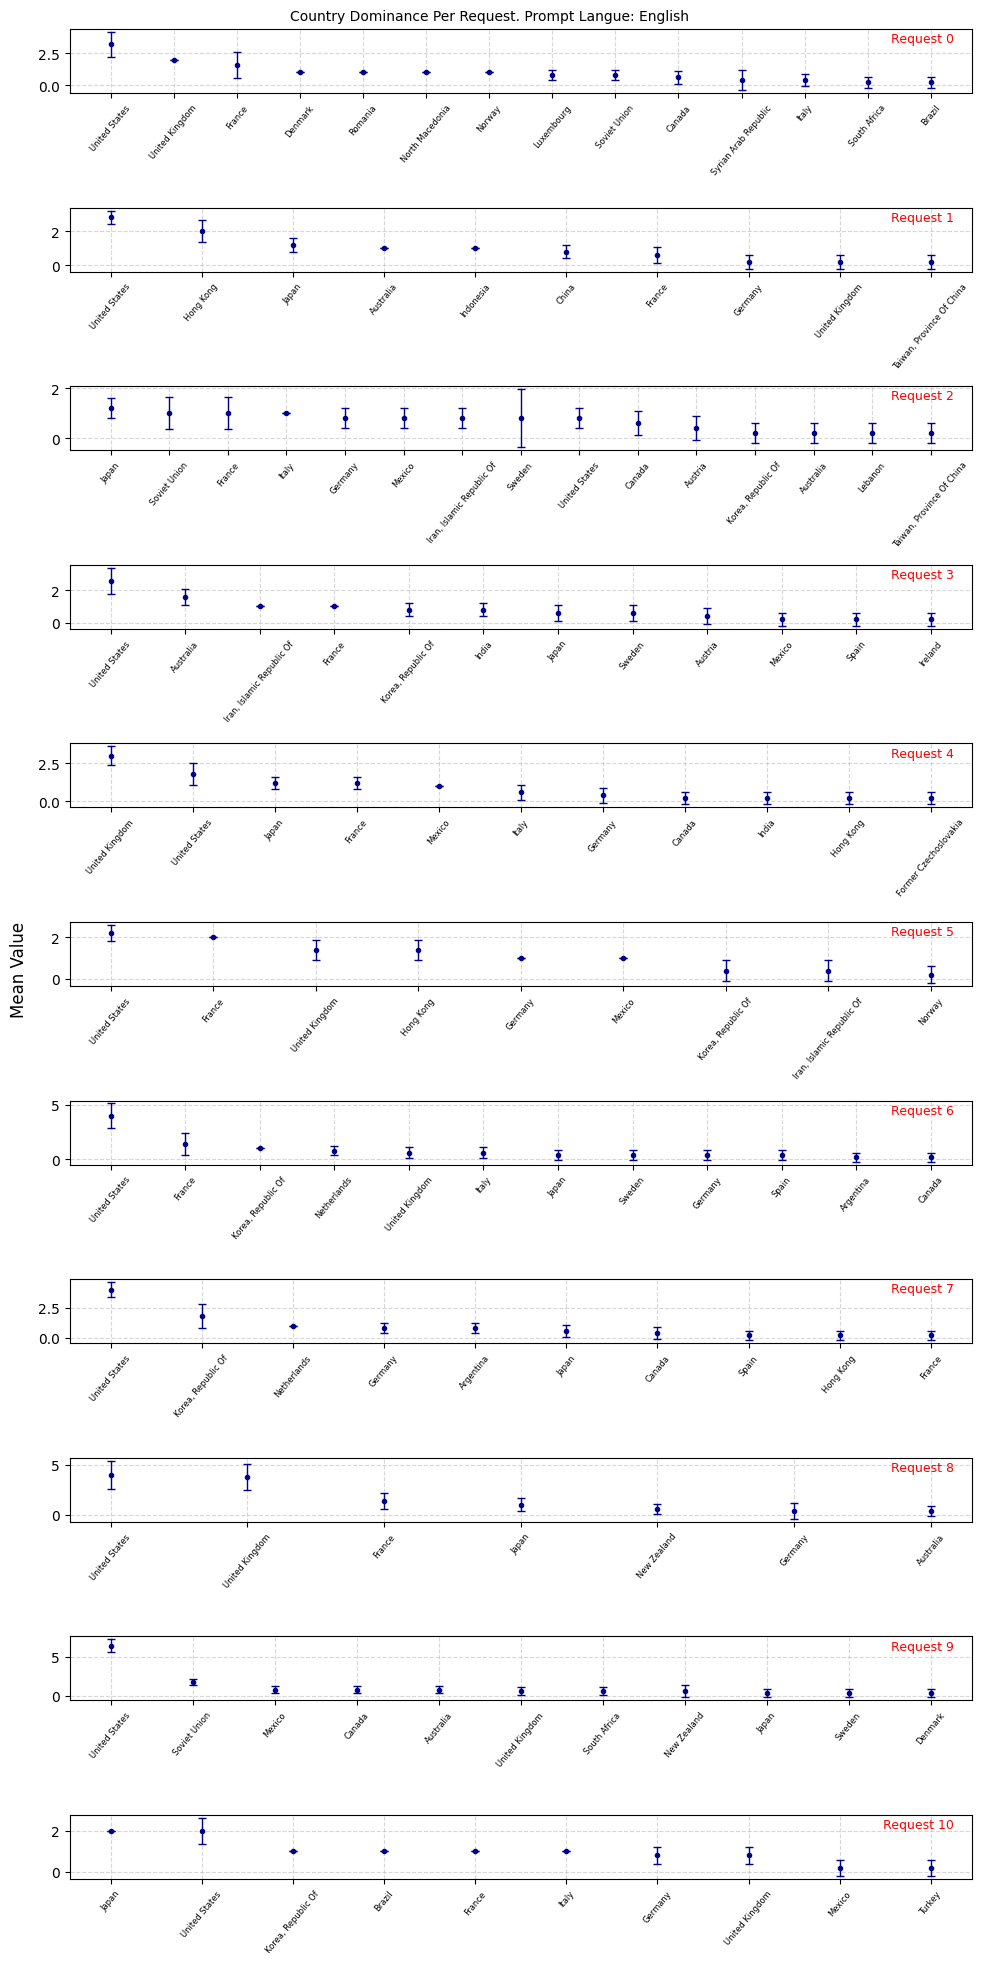 Country Dominance Per Request. Prompt Langue: English
Request 0
2.5
0.0
United States
United Kingdom
France
Denmark
Romania
North Macedonia
Norway
Luxembourg
Soviet Union
Canada
Syrian Arab Republic
Italy
South Africa
Brazil
Request 1
2
0
United States
Hong Kong
Japan
Australia
Indonesia
China
France
Germany
United Kingdom
Taiwan, Province Of China
Request 2
2
0
Japan
Soviet Union
France
Italy
Germany
Mexico
Iran, Islamic Republic Of
Sweden
United States
Canada
Austria
Korea, Republic Of
Australia
Lebanon
Taiwan, Province Of China
Request 3
2
0
United States
Australia
Iran, Islamic Republic Of
France
Korea, Republic Of
India
Japan
Sweden
Austria
Mexico
Spain
Ireland
Request 4
2.5
0.0
United Kingdom
United States
Japan
France
Mexico
Italy
Germany
Canada
India
Hong Kong
Former Czechoslovakia
Mean Value
Request 5
2
0
United States
France
United Kingdom
Hong Kong
Germany
Mexico
Korea, Republic Of
Iran, Islamic Republic Of
Norway
Request 6
5
0
United States
France
Korea, Republic Of
Netherlands
United Kingdom
Italy
Japan
Sweden
Germany
Spain
Argentina
Canada
Request 7
2.5
0.0
United States
Korea, Republic Of
Netherlands
Germany
Argentina
Japan
Canada
Spain
Hong Kong
France
Request 8
5
0
United States
United Kingdom
France
Japan
New Zealand
Germany
Australia
Request 9
5
0
United States
Soviet Union
Mexico
Canada
Australia
United Kingdom
South Africa
New Zealand
Japan
Sweden
Denmark
Request 10
2
0
Japan
United States
Korea, Republic Of
Brazil
France
Italy
Germany
United Kingdom
Mexico
Turkey